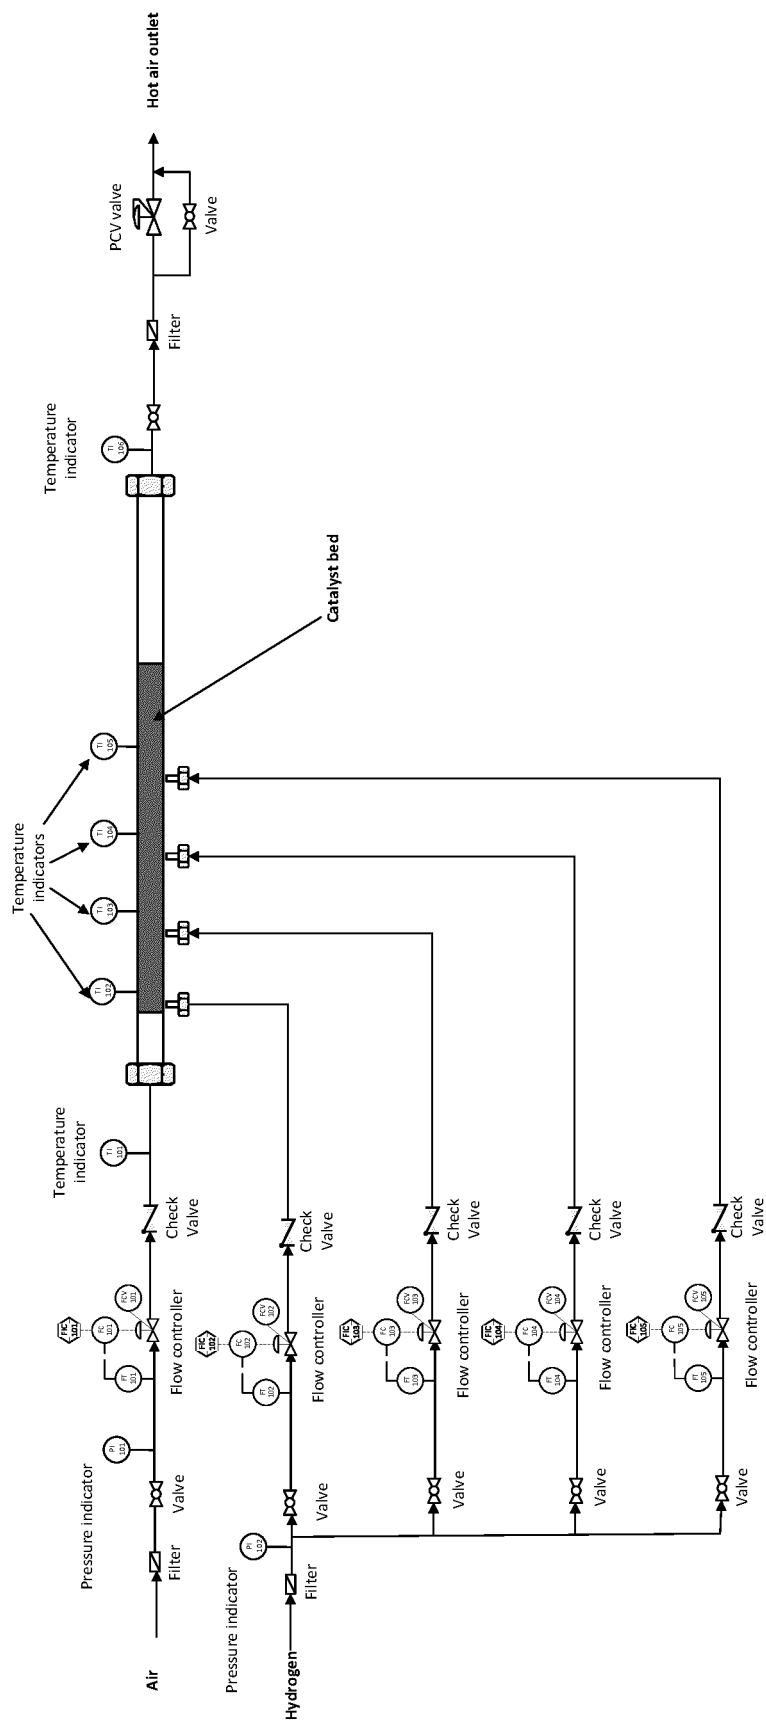 Temperature
indicators
Temperature
indicator
Temperature
indicator
TI
102
TI
103
TI
104
TI
105
TI
106
TI
101
Pressure indicator
PI
101
FIC
101
FC
101
FT
101
FCV
101
PCV valve
Air
Filter
Valve
Flow controller
Check
Valve
Filter
Valve
Hot air outlet
Catalyst bed
Pressure indicator
PI
102
FIC
102
FC
102
FT
102
FCV
102
Hydrogen
Filter
Valve
Flow controller
Check
Valve
FIC
103
FC
103
FT
103
FCV
103
Valve
Flow controller
Check
Valve
FIC
104
FC
104
FT
104
FCV
104
Valve
Flow controller
Check
Valve
FIC
105
FC
105
FT
105
FCV
105
Valve
Flow controller
Check
Valve